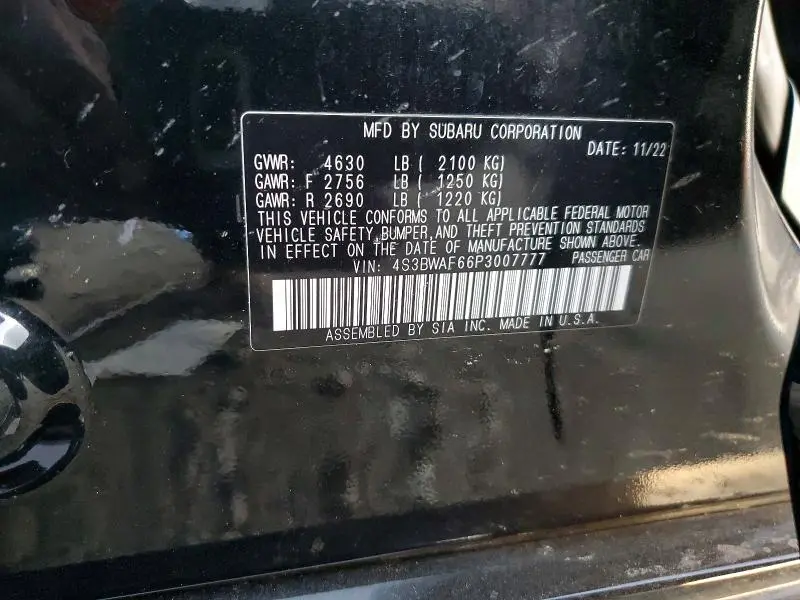 MFD BY SUBARU CORPORATION
DATE: 11/22
GVWR: 4630 LB ( 2100 KG)
GAWR: F 2756 LB ( 1250 KG)
GAWR: R 2690 LB ( 1220 KG)
THIS VEHICLE CONFORMS TO ALL APPLICABLE FEDERAL MOTOR
VEHICLE SAFETY, BUMPER, AND THEFT PREVENTION STANDARDS
IN EFFECT ON THE DATE OF MANUFACTURE SHOWN ABOVE.
VIN: 4S3BWAF66P3007777 PASSENGER CAR
ASSEMBLED BY SIA INC. MADE IN U.S.A.